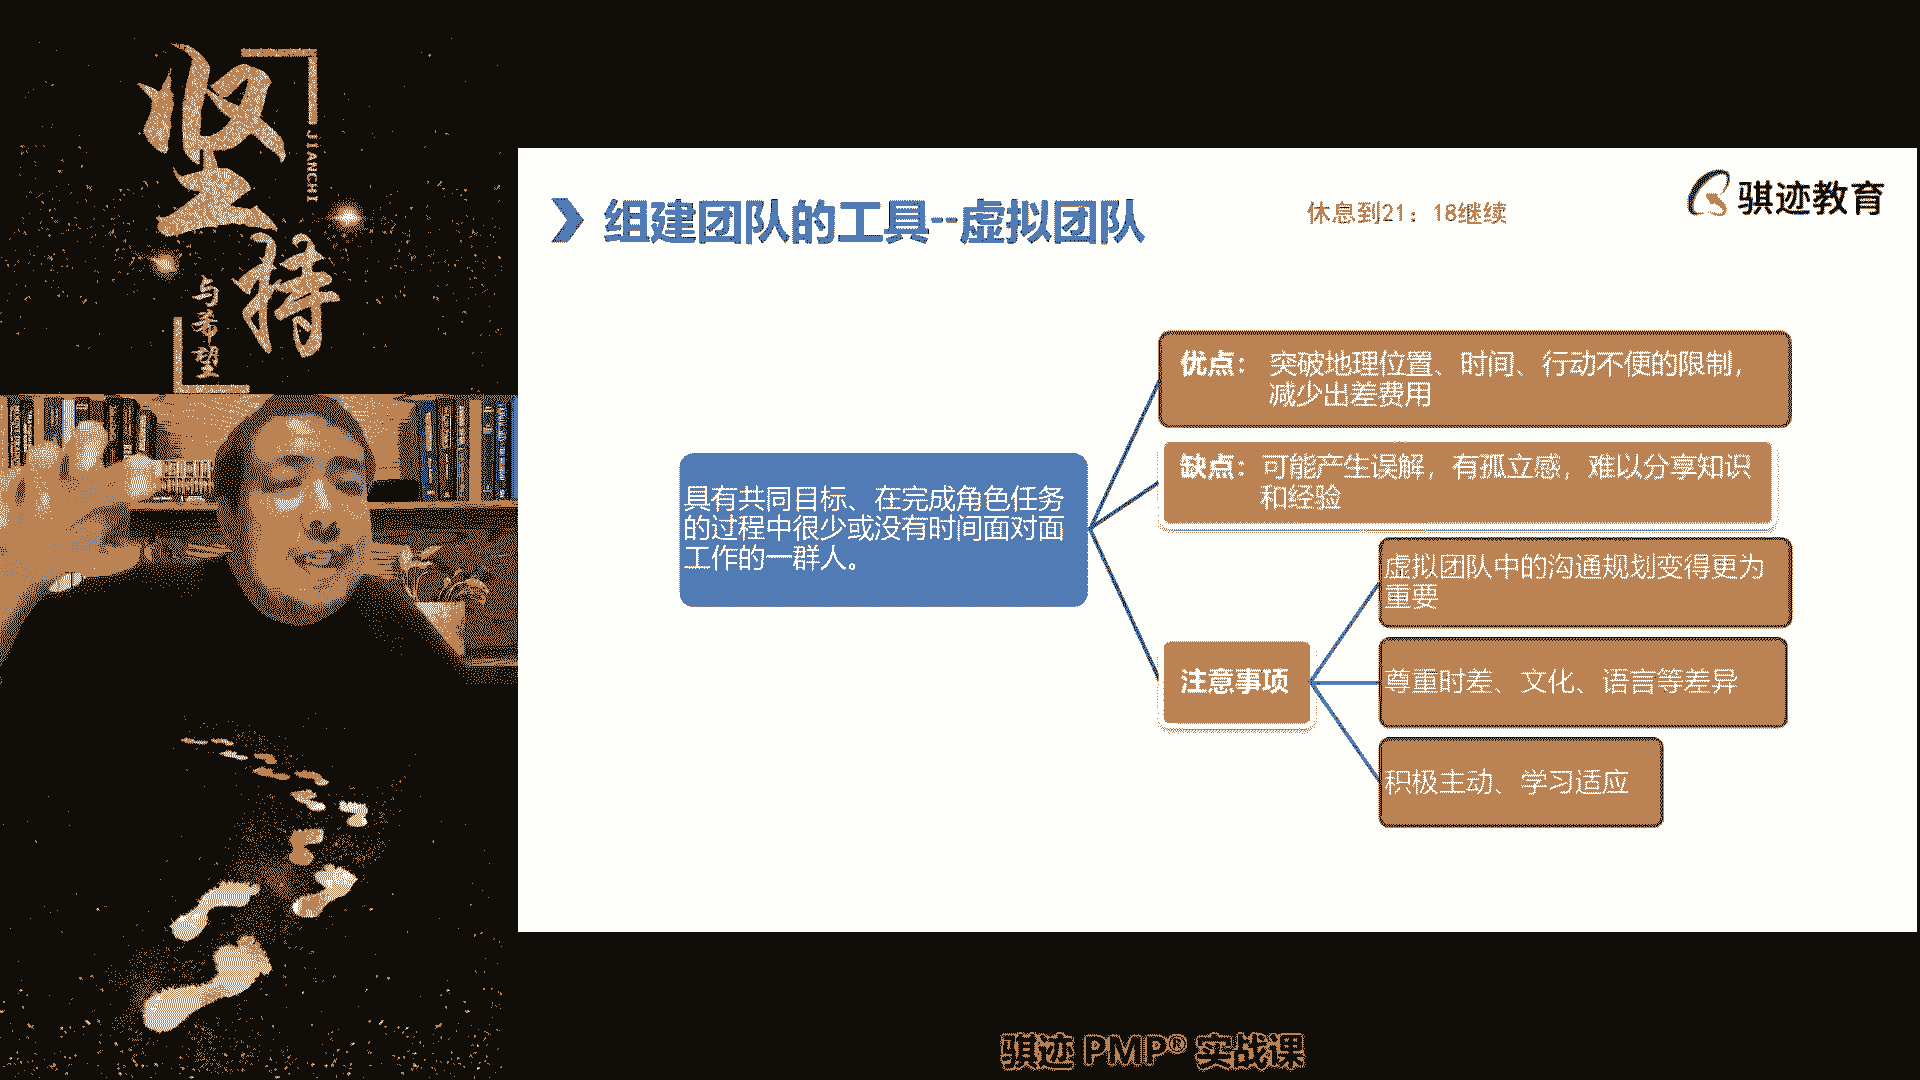 坚
持
JIANCHI
与希望
组建团队的工具--虚拟团队
休息到21：18继续
骐迹教育
优点： 突破地理位置、时间、行动不便的限制，
减少出差费用
缺点：可能产生误解，有孤立感，难以分享知识
和经验
具有共同目标、在完成角色任务
的过程中很少或没有时间面对面
工作的一群人。
虚拟团队中的沟通规划变得更为
重要
注意事项
尊重时差、文化、语言等差异
积极主动、学习适应
骐迹 PMP® 实战课